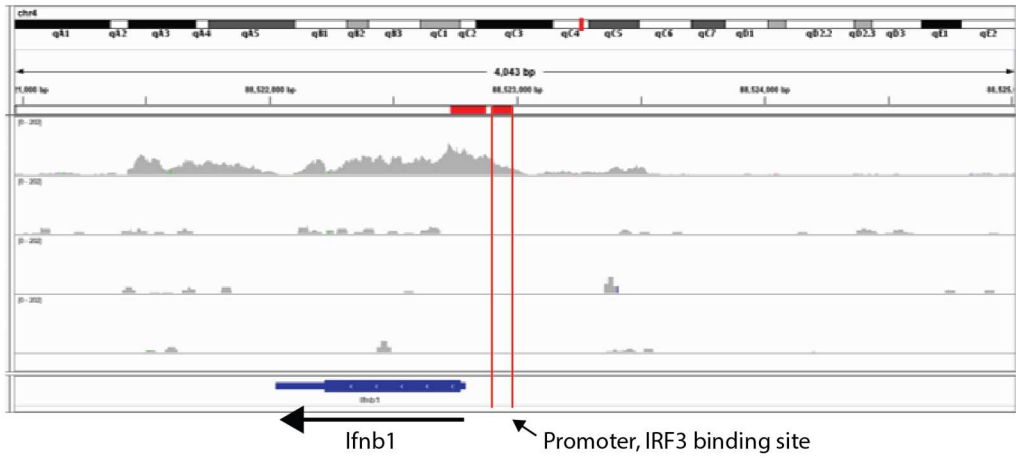 chr4
qA1 qA2 qA3 qA4 qA5 qB1 qB2 qB3 qC1 qC2 qC3 qC4 qC5 qC6 qC7 qD1 qD2.2 qD2.3 qD3 qE1 qE2
4,043 bp
88,522,000 bp 88,523,000 bp 88,524,000 bp
[0 - 202]
[0 - 202]
[0 - 202]
[0 - 202]
Ifnb1
Ifnb1 Promoter, IRF3 binding site